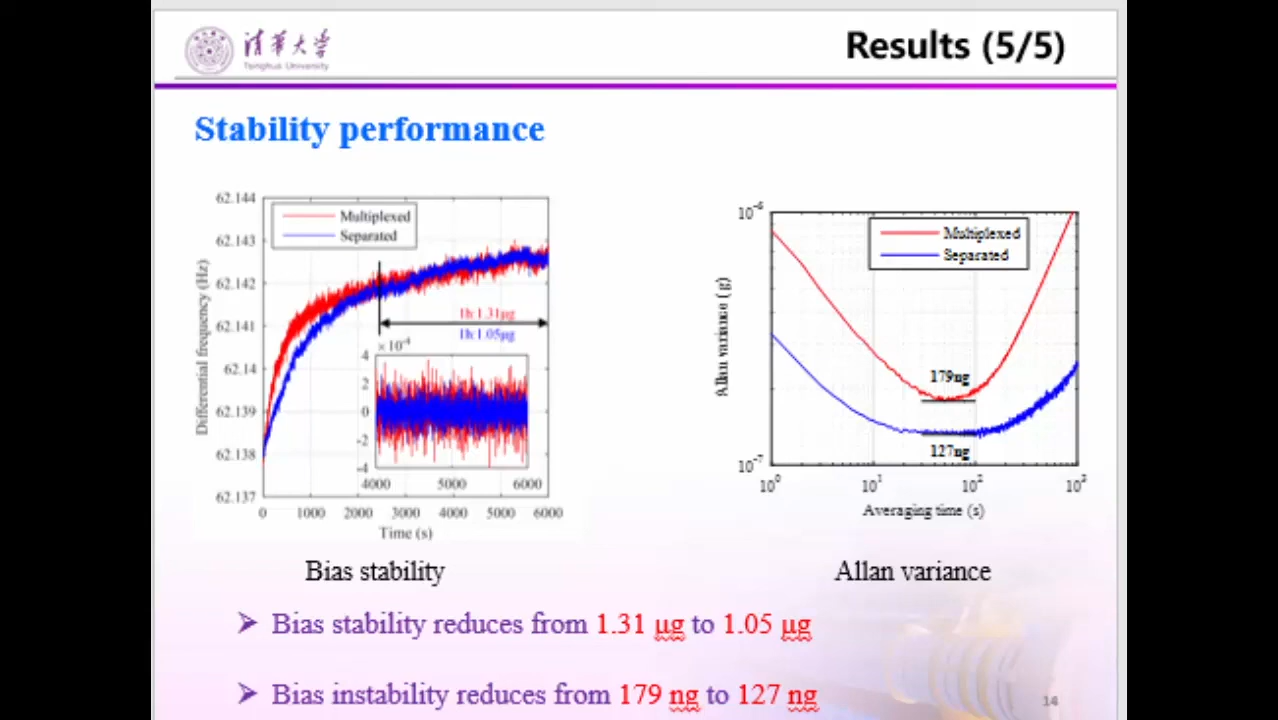 清华大学
Tsinghua University
Results (5/5)
Stability performance
62.144
62.143
62.142
62.141
62.14
62.139
62.138
62.137
Differential frequency (Hz)
Multiplexed
Separated
1h 1.31μg
1h 1.05μg
×10⁻⁴
4
2
0
-2
-4
4000 5000 6000
0 1000 2000 3000 4000 5000 6000
Time (s)
Bias stability
10⁻⁶
10⁻⁷
Allan variance (g)
Multiplexed
Separated
179ng
127ng
10⁰ 10¹ 10² 10³
Averaging time (s)
Allan variance
➢ Bias stability reduces from 1.31 μg to 1.05 μg
➢ Bias instability reduces from 179 ng to 127 ng
14